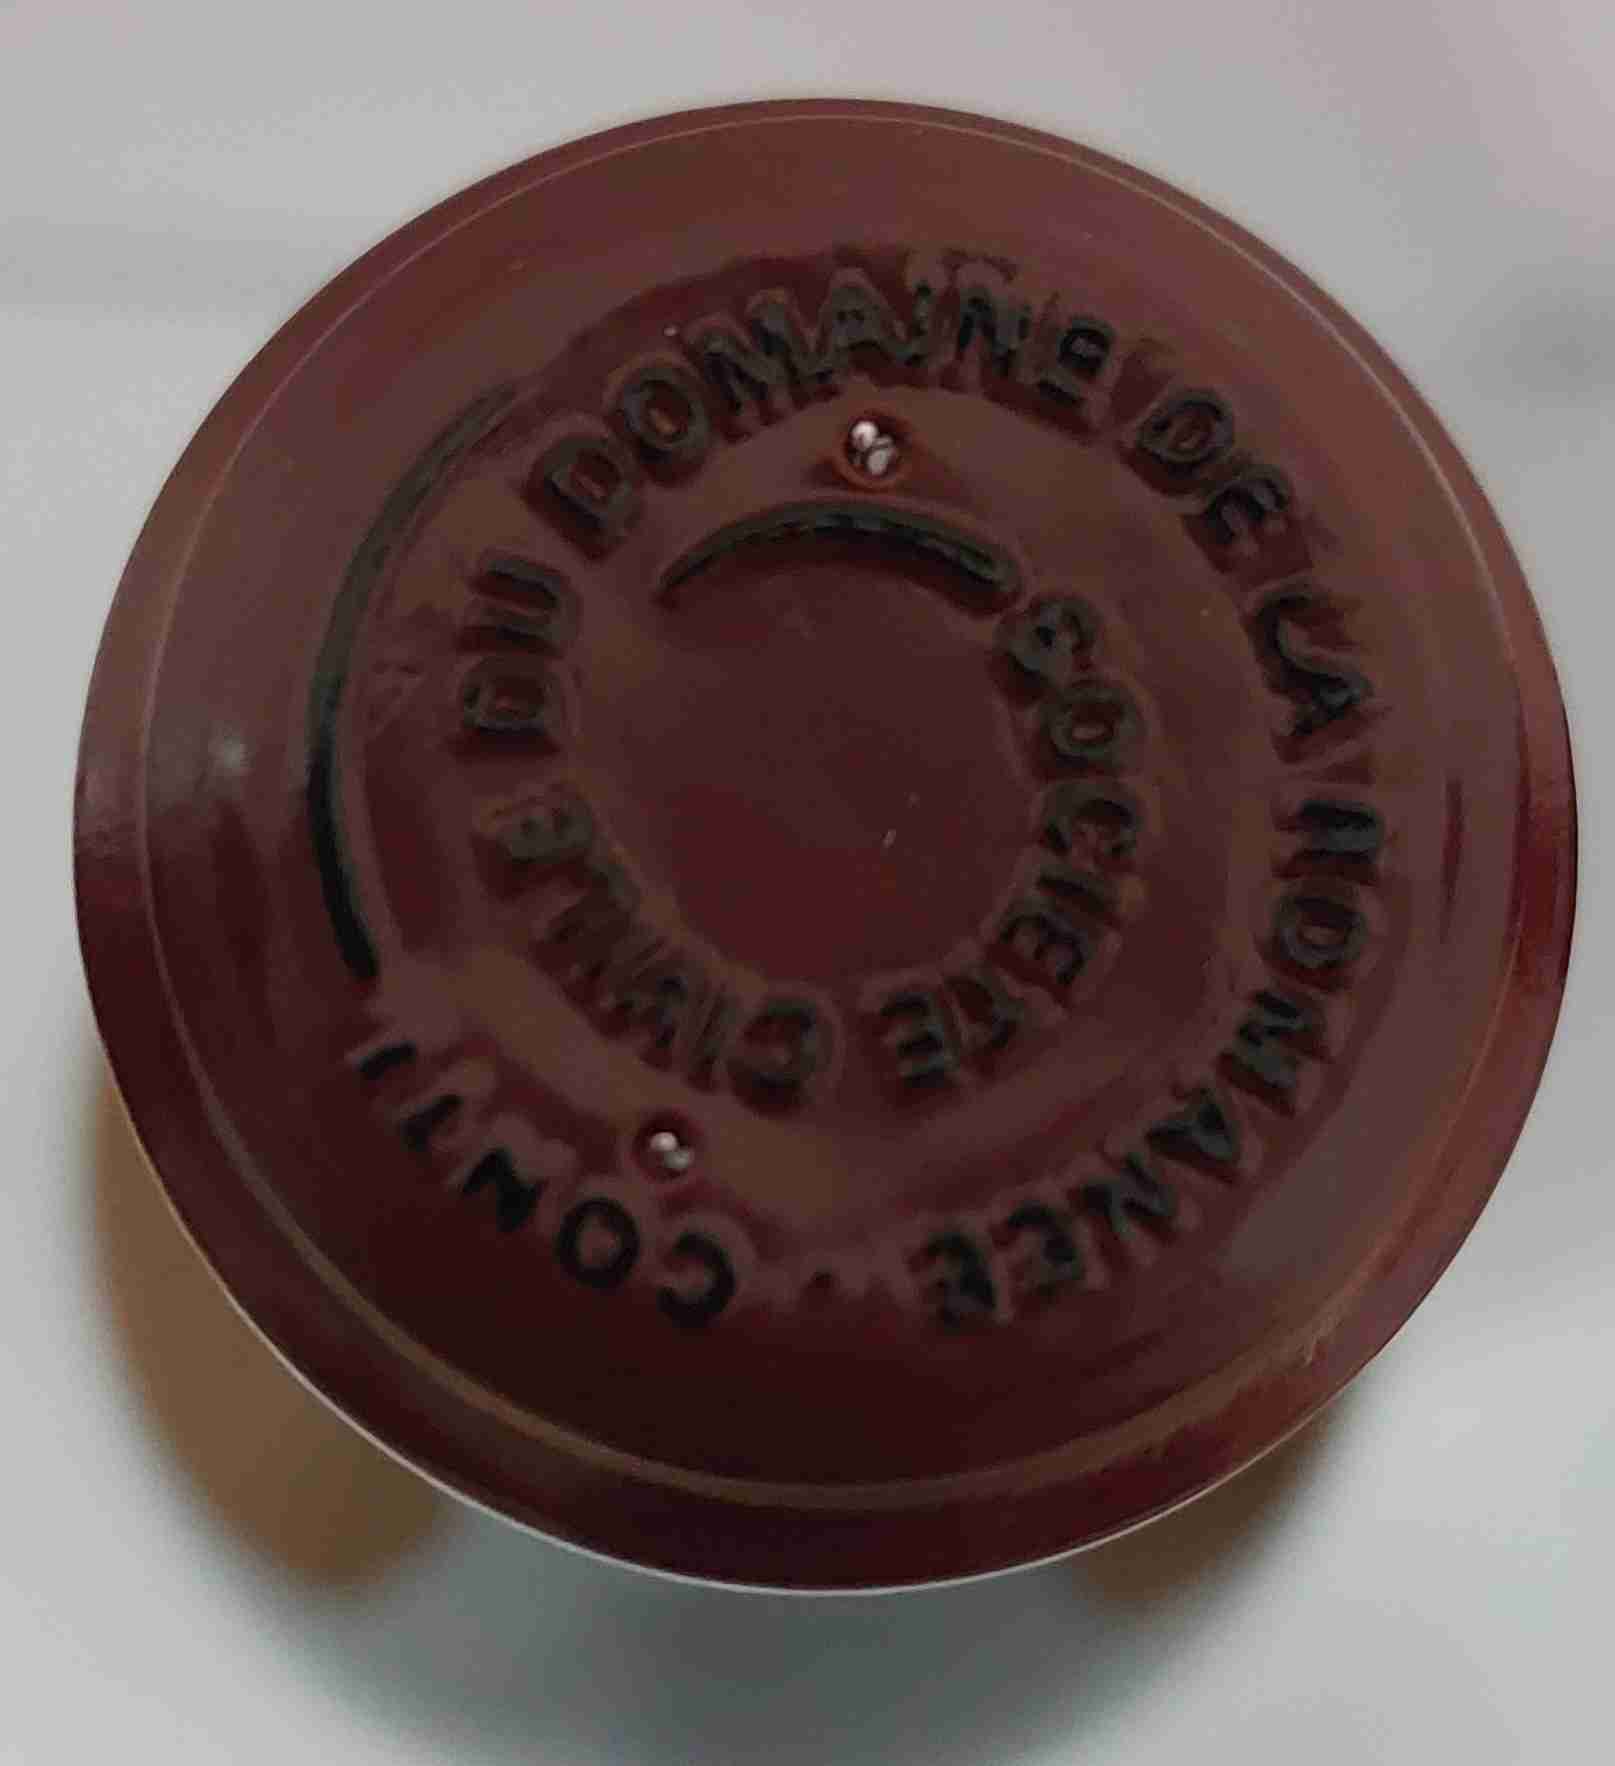 SOCIETE CIVILE DU DOMAINE DE LA ROMANEE CONTI